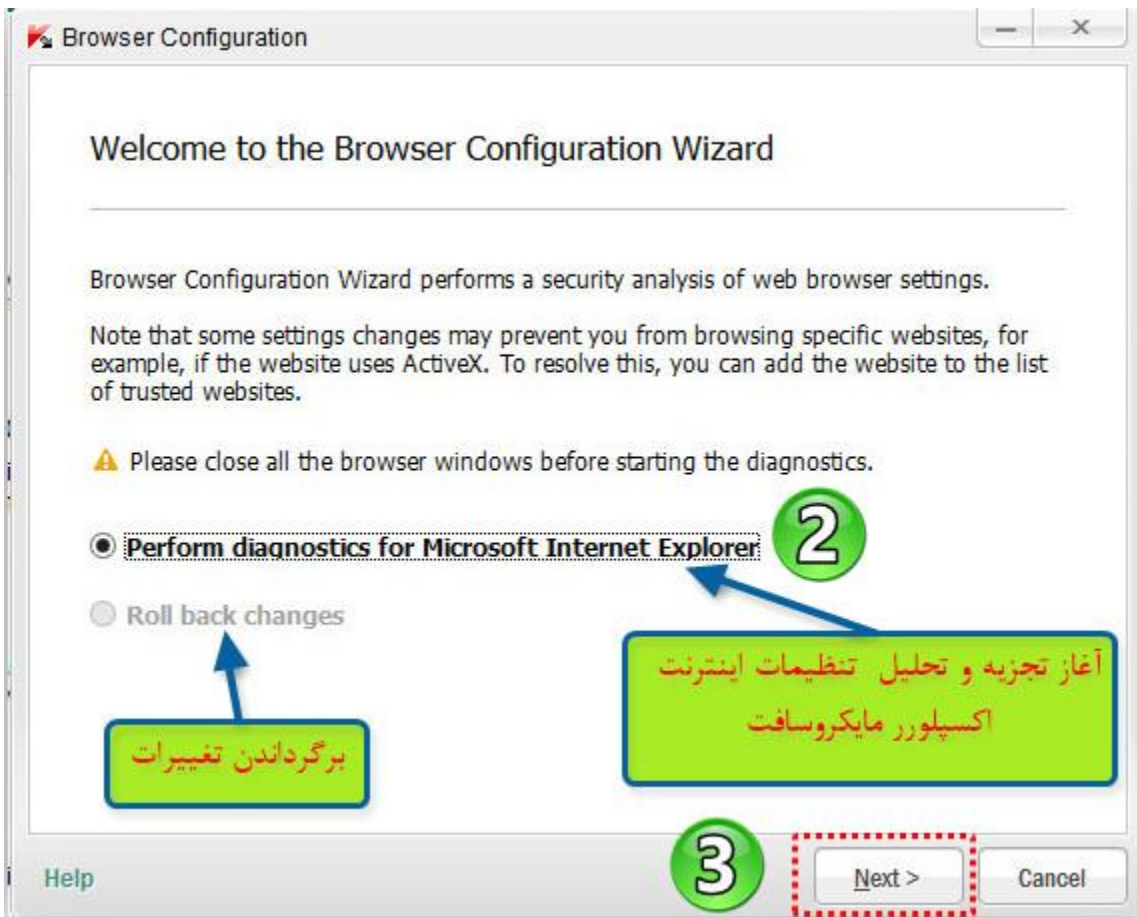 Browser Configuration
Welcome to the Browser Configuration Wizard
Browser Configuration Wizard performs a security analysis of web browser settings.
Note that some settings changes may prevent you from browsing specific websites, for
example, if the website uses ActiveX. To resolve this, you can add the website to the list
of trusted websites.
Please close all the browser windows before starting the diagnostics.
Perform diagnostics for Microsoft Internet Explorer
2
Roll back changes
آغاز تجزیه و تحلیل تنظیمات اینترنت
اکسپلورر مایکروسافت
برگرداندن تغییرات
Help
3
Next >
Cancel